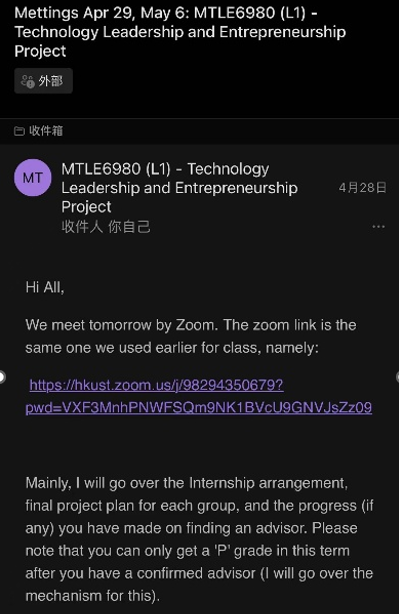 Mettings Apr 29, May 6: MTLE6980 (L1) -
Technology Leadership and Entrepreneurship
Project
外部
收件箱
MT
MTLE6980 (L1) - Technology
Leadership and Entrepreneurship
Project
4月28日
收件人 你自己
Hi All,
We meet tomorrow by Zoom. The zoom link is the
same one we used earlier for class, namely:
https://hkust.zoom.us/j/98294350679?
pwd=VXF3MnhPNWFSQm9NK1BVcU9GNVJsZz09
Mainly, I will go over the Internship arrangement,
final project plan for each group, and the progress (if
any) you have made on finding an advisor. Please
note that you can only get a 'P' grade in this term
after you have a confirmed advisor (I will go over the
mechanism for this).